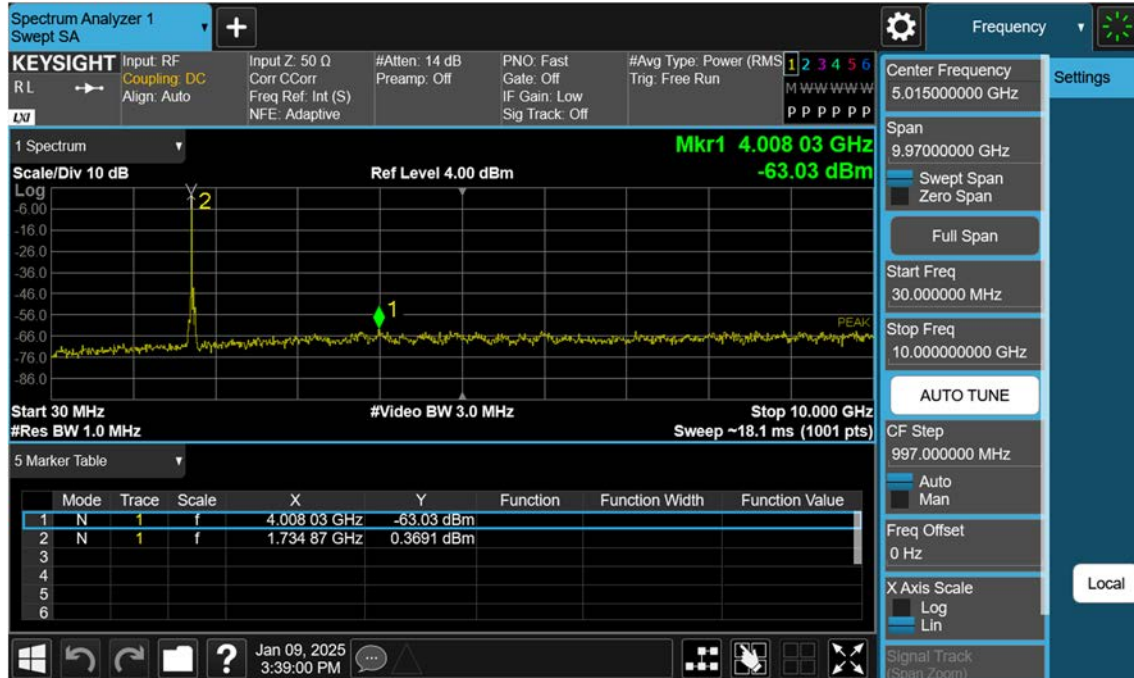 Spectrum Analyzer 1
Swept SA
Frequency
KEYSIGHT
R L
LXI
Input: RF
Coupling: DC
Align: Auto
Input Z: 50 Ω
Corr CCorr
Freq Ref: Int (S)
NFE: Adaptive
#Atten: 14 dB
Preamp: Off
PNO: Fast
Gate: Off
IF Gain: Low
Sig Track: Off
#Avg Type: Power (RMS
Trig: Free Run
1 2 3 4 5 6
M W W W W W
P P P P P P
1 Spectrum
Scale/Div 10 dB
Ref Level 4.00 dBm
Mkr1 4.008 03 GHz
-63.03 dBm
Log
-6.00
-16.0
-26.0
-36.0
-46.0
-56.0
-66.0
-76.0
-86.0
2
1
PEAK
Start 30 MHz
#Video BW 3.0 MHz
Stop 10.000 GHz
#Res BW 1.0 MHz
Sweep ~18.1 ms (1001 pts)
5 Marker Table
Mode Trace Scale X Y Function Function Width Function Value
1 N 1 f 4.008 03 GHz -63.03 dBm
2 N 1 f 1.734 87 GHz 0.3691 dBm
3
4
5
6
Jan 09, 2025
3:39:00 PM
Center Frequency
5.015000000 GHz
Span
9.97000000 GHz
Swept Span
Zero Span
Full Span
Start Freq
30.000000 MHz
Stop Freq
10.000000000 GHz
AUTO TUNE
CF Step
997.000000 MHz
Auto
Man
Freq Offset
0 Hz
X Axis Scale
Log
Lin
Signal Track
(Span Zoom)
Settings
Local